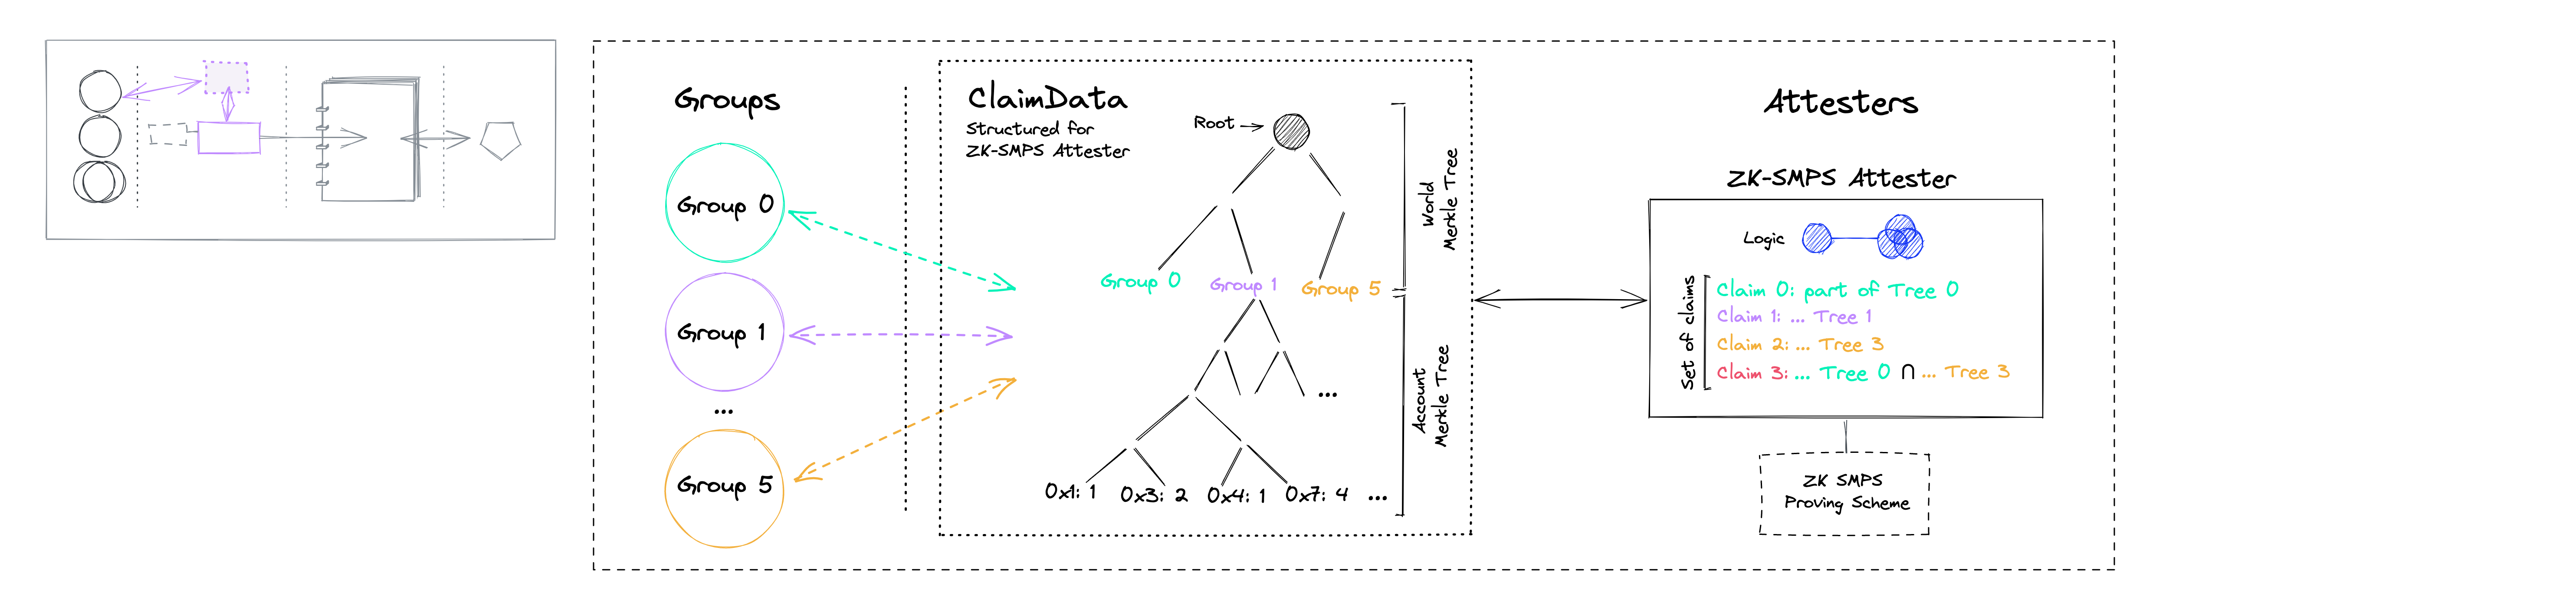 Groups
Group 0
Group 1
...
Group 5
ClaimData
Structured for
ZK-SMPS Attester
Root
Group 0
Group 1
Group 5
...
0x1: 1
0x3: 2
0x4: 1
0x7: 4
...
World
Merkle Tree
Account
Merkle Tree
Attesters
ZK-SMPS Attester
Logic
Set of claims
Claim 0: part of Tree 0
Claim 1: ... Tree 1
Claim 2: ... Tree 3
Claim 3: ... Tree 0 ∩ ... Tree 3
ZK SMPS
Proving Scheme